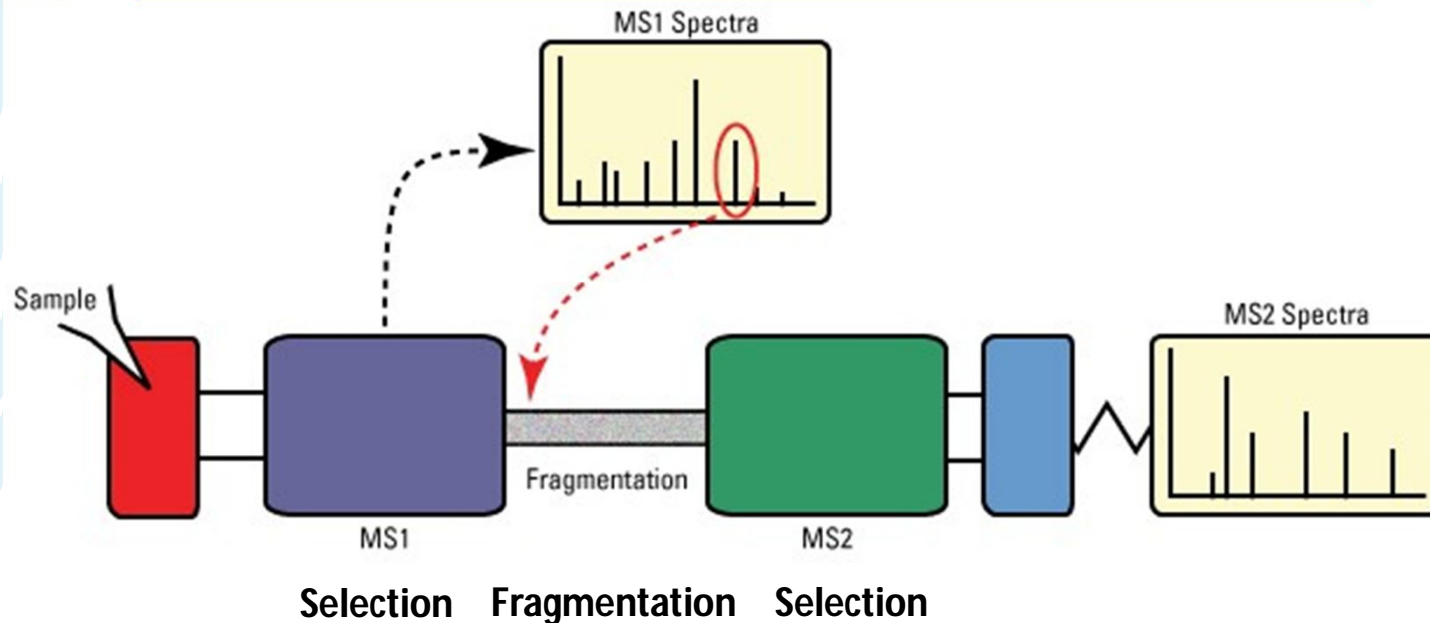 MS1 Spectra
Sample
MS2 Spectra
Fragmentation
MS1
MS2
Selection Fragmentation Selection